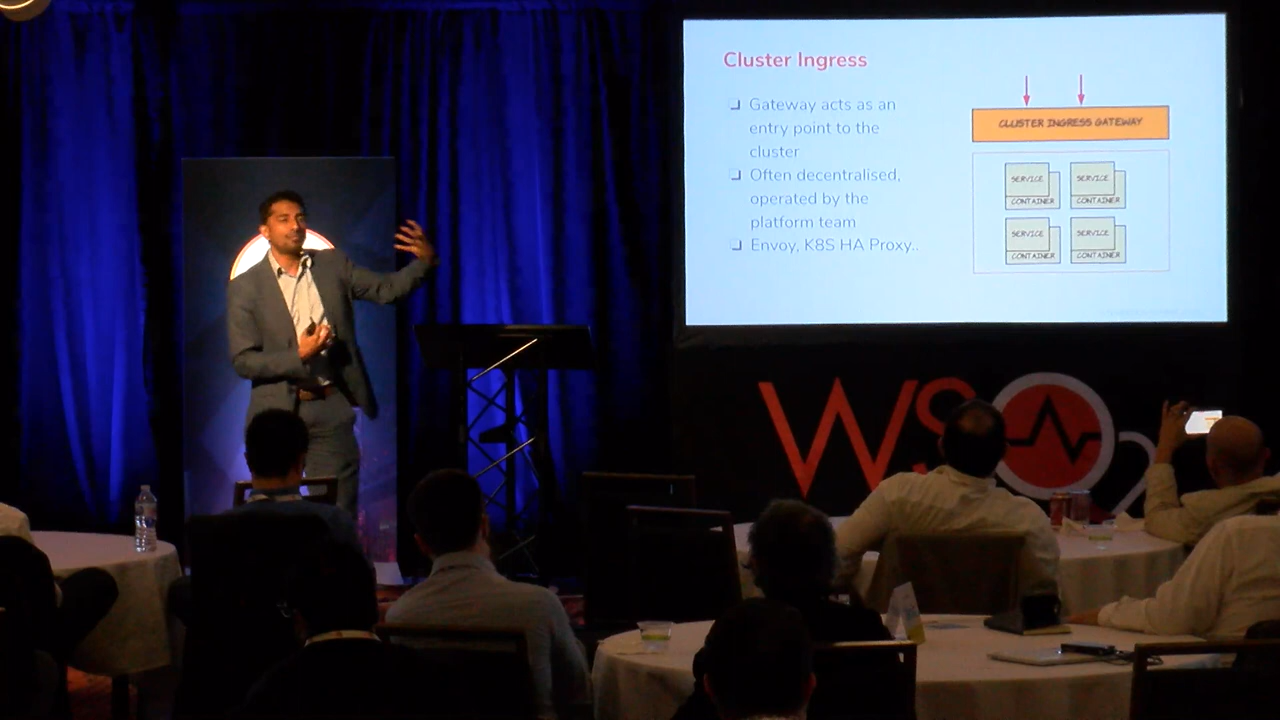 Cluster Ingress
❏ Gateway acts as an
entry point to the
cluster
❏ Often decentralised,
operated by the
platform team
❏ Envoy, K8S HA Proxy..
CLUSTER INGRESS GATEWAY
SERVICE
CONTAINER
SERVICE
CONTAINER
SERVICE
CONTAINER
SERVICE
CONTAINER
WSO2